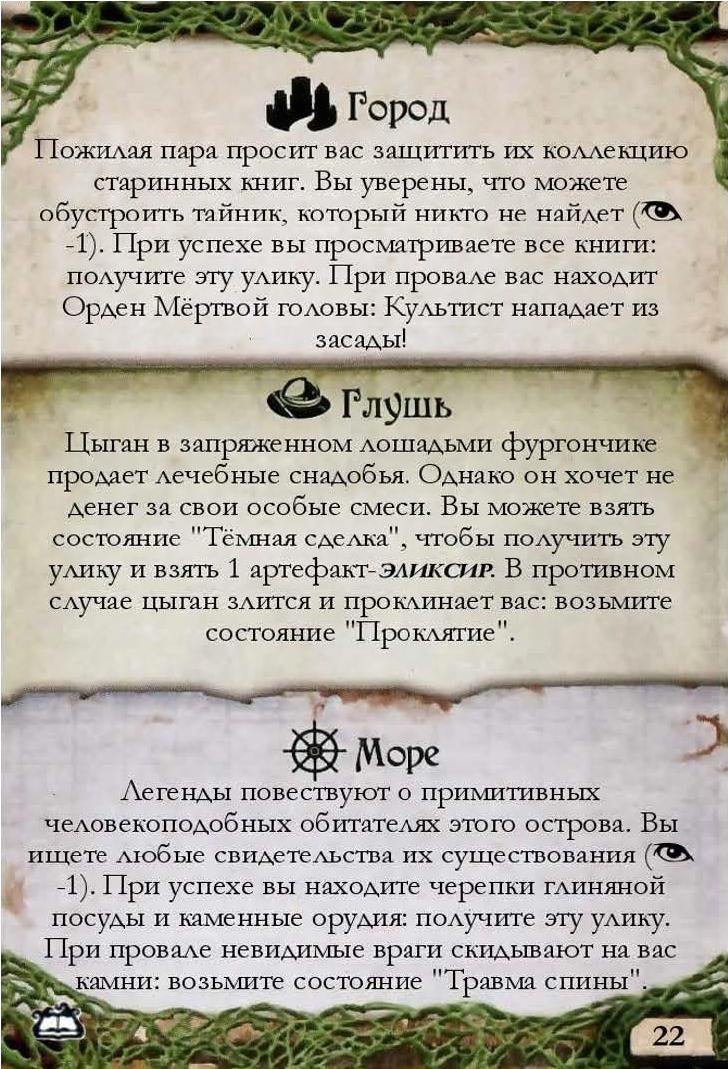 Город
Пожилая пара просит вас защитить их коллекцию
старинных книг. Вы уверены, что можете
обустроить тайник, который никто не найдет (
-1). При успехе вы просматриваете все книги:
получите эту улику. При провале вас находит
Орден Мёртвой головы: Культист нападает из
засады!
Глушь
Цыган в запряженном лошадьми фургончике
продает лечебные снадобья. Однако он хочет не
денег за свои особые смеси. Вы можете взять
состояние "Тёмная сделка", чтобы получить эту
улику и взять 1 артефакт-ЭЛИКСИР. В противном
случае цыган злится и проклинает вас: возьмите
состояние "Проклятие".
Море
Легенды повествуют о примитивных
человекоподобных обитателях этого острова. Вы
ищете любые свидетельства их существования (
-1). При успехе вы находите черепки глиняной
посуды и каменные орудия: получите эту улику.
При провале невидимые враги скидывают на вас
камни: возьмите состояние "Травма спины".
22